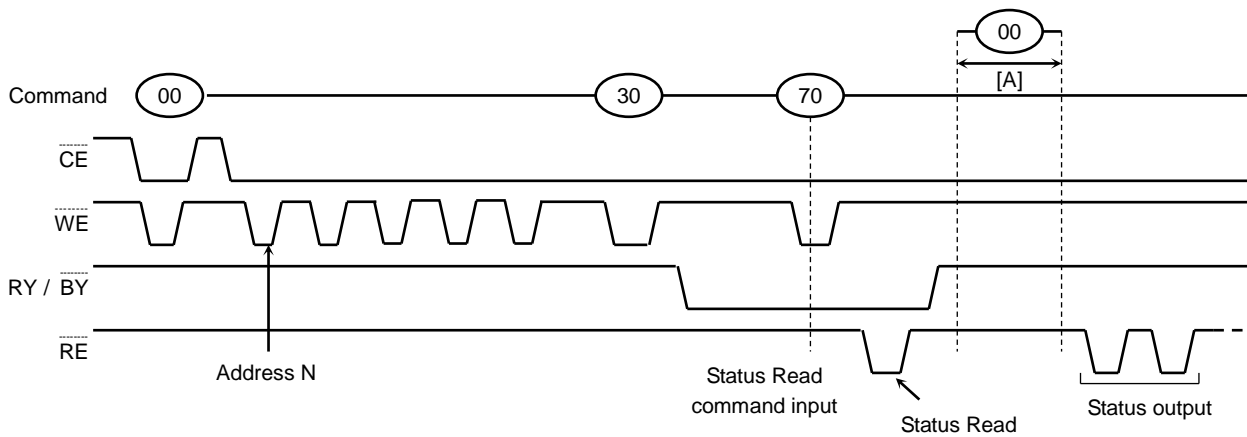 00
[A]
Command 00 30 70
CE
WE
RY / BY
RE
Address N
Status Read
command input
Status Read
Status output